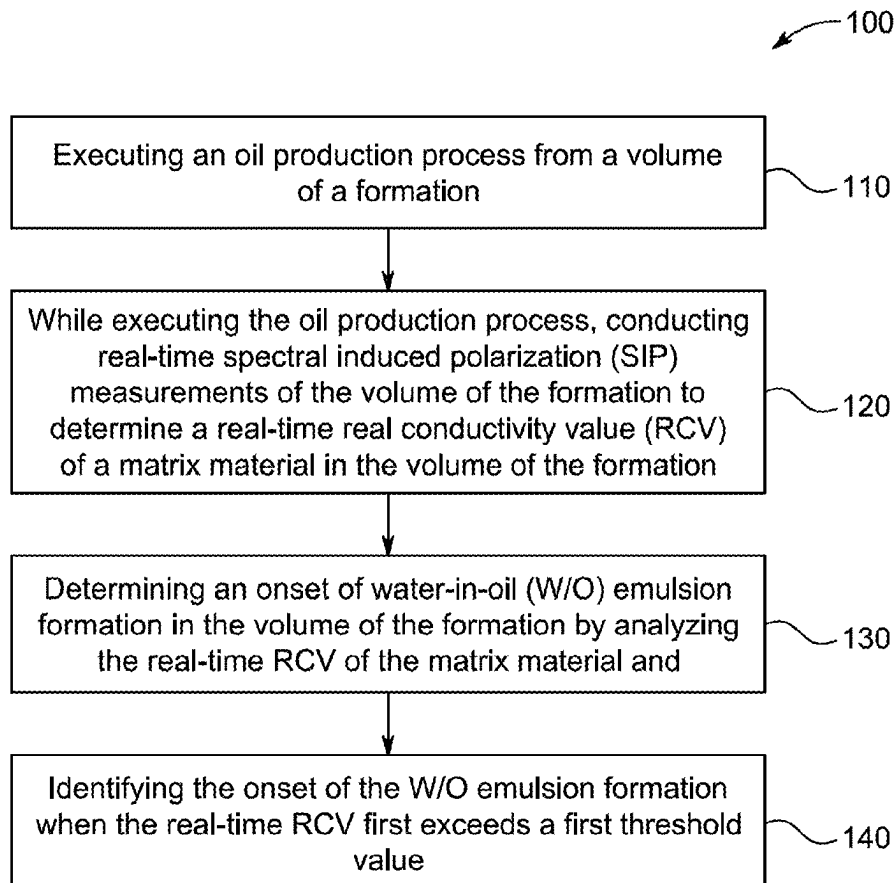 100
Executing an oil production process from a volume
of a formation
110
While executing the oil production process, conducting
real-time spectral induced polarization (SIP)
measurements of the volume of the formation to
determine a real-time real conductivity value (RCV)
of a matrix material in the volume of the formation
120
Determining an onset of water-in-oil (W/O) emulsion
formation in the volume of the formation by analyzing
the real-time RCV of the matrix material and
130
Identifying the onset of the W/O emulsion formation
when the real-time RCV first exceeds a first threshold
value
140